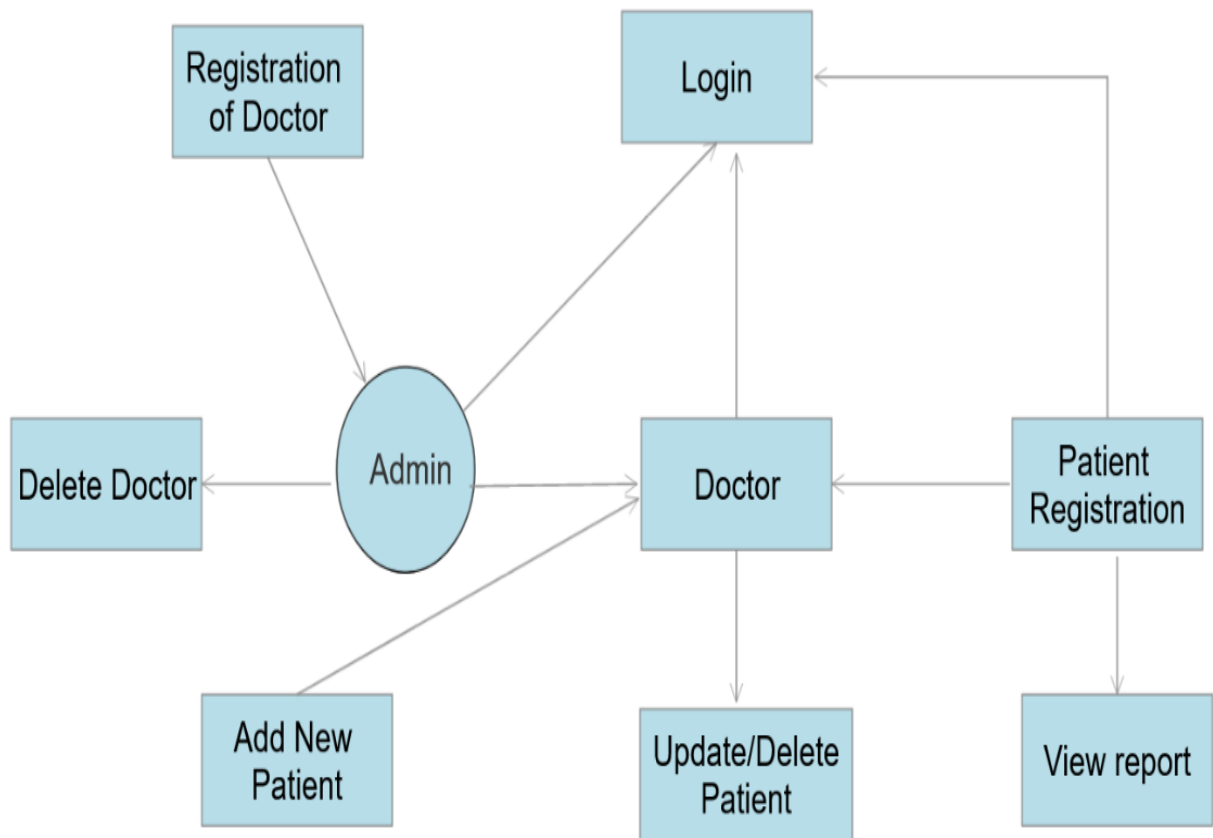 Registration
of Doctor
Login
Delete Doctor
Admin
Doctor
Patient
Registration
Add New
Patient
Update/Delete
Patient
View report